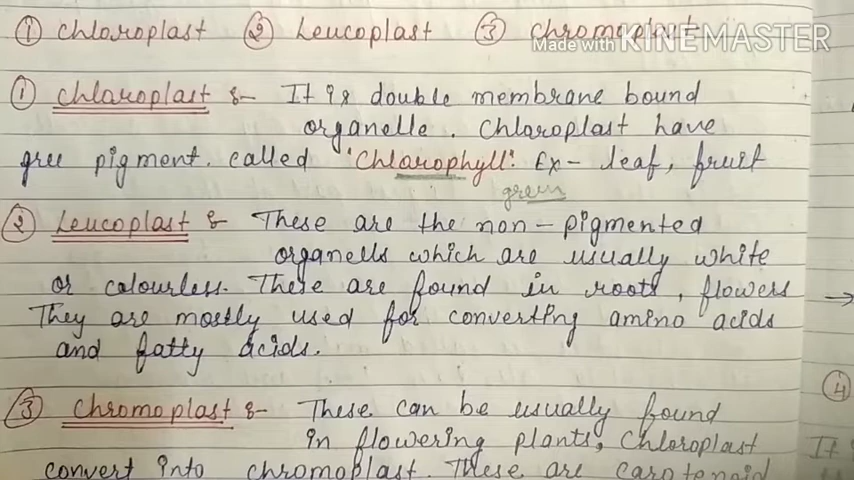 ① Chloroplast ② Leucoplast ③ Chromoplast
Made with KINEMASTER
① Chloroplast :- It is double membrane bound
organelle. Chloroplast have
gree pigment. called 'Chlorophyll'. Ex- leaf, fruit
green
② Leucoplast :- These are the non-pigmented
organells which are usually white
or colourless. These are found in roots, flowers
They are mostly used for converting amino acids
and fatty acids.
③ Chromoplast :- These can be usually found
in flowering plants, Chloroplast
convert into chromoplast. These are carotenoid
→
④
It